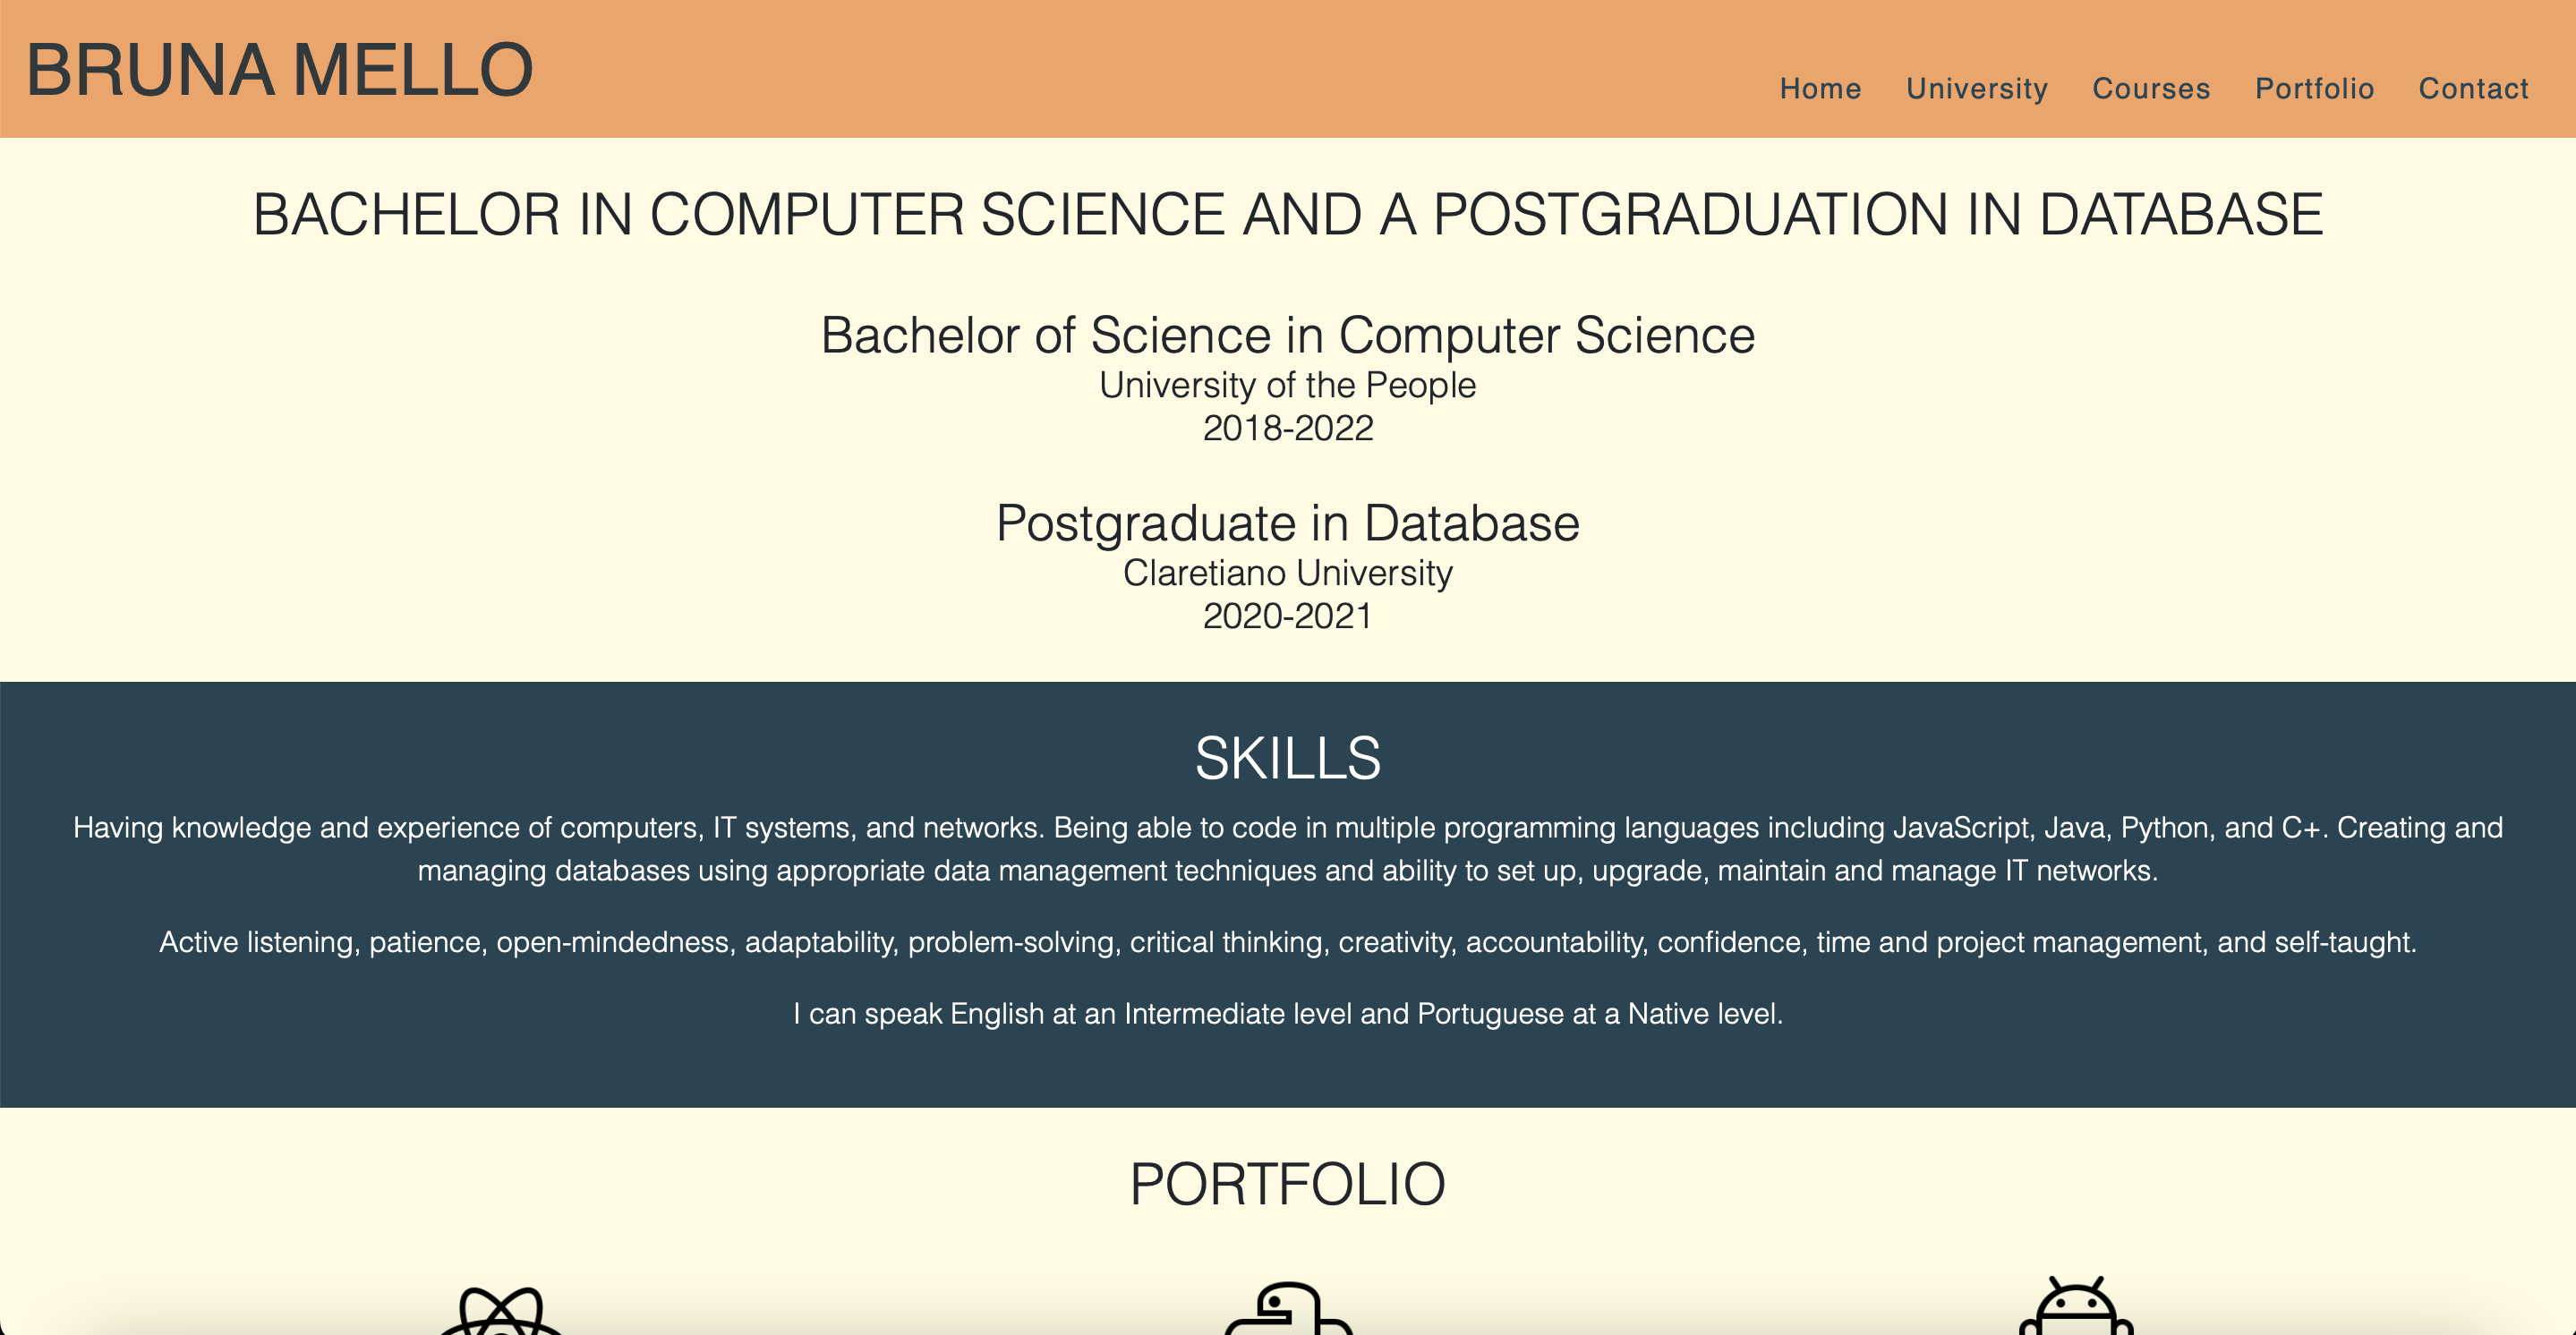 BRUNA MELLO
Home University Courses Portfolio Contact
BACHELOR IN COMPUTER SCIENCE AND A POSTGRADUATION IN DATABASE
Bachelor of Science in Computer Science
University of the People
2018-2022
Postgraduate in Database
Claretiano University
2020-2021
SKILLS
Having knowledge and experience of computers, IT systems, and networks. Being able to code in multiple programming languages including JavaScript, Java, Python, and C+. Creating and
managing databases using appropriate data management techniques and ability to set up, upgrade, maintain and manage IT networks.
Active listening, patience, open-mindedness, adaptability, problem-solving, critical thinking, creativity, accountability, confidence, time and project management, and self-taught.
I can speak English at an Intermediate level and Portuguese at a Native level.
PORTFOLIO